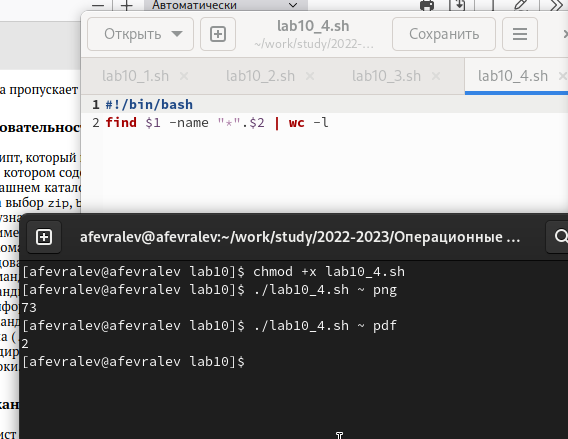 Автоматически
Открыть
lab10_4.sh
~/work/study/2022-...
Сохранить
lab10_1.sh
lab10_2.sh
lab10_3.sh
lab10_4.sh
1 #!/bin/bash
2 find $1 -name "*".$2 | wc -l
а пропускает
овательнос
ипт, который
котором сод
ашнем катал
выбор zip, b
afevralev@afevralev:~/work/study/2022-2023/Операционные ...
[afevralev@afevralev lab10]$ chmod +x lab10_4.sh
[afevralev@afevralev lab10]$ ./lab10_4.sh ~ png
73
[afevralev@afevralev lab10]$ ./lab10_4.sh ~ pdf
2
[afevralev@afevralev lab10]$